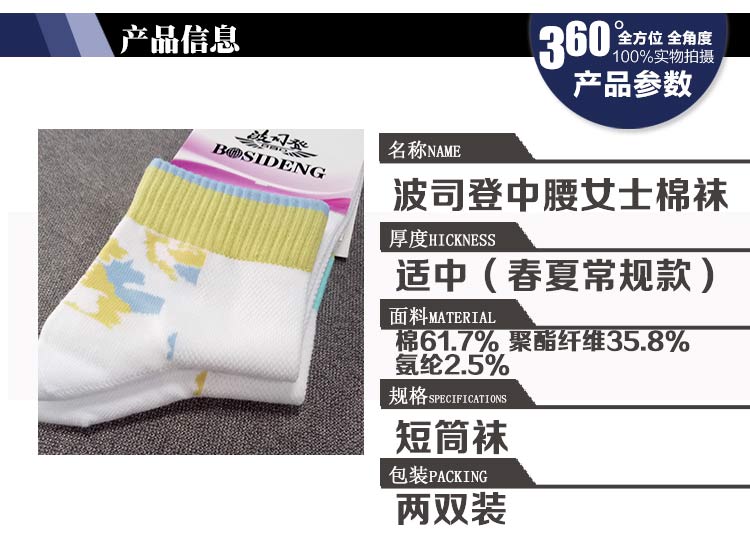 产品信息
360°全方位 全角度
100%实物拍摄
产品参数
波司登
BOSIDENG
名称NAME
波司登中腰女士棉袜
厚度HICKNESS
适中（春夏常规款）
面料MATERIAL
棉61.7% 聚酯纤维35.8%
氨纶2.5%
规格SPECIFICATIONS
短筒袜
包装PACKING
两双装